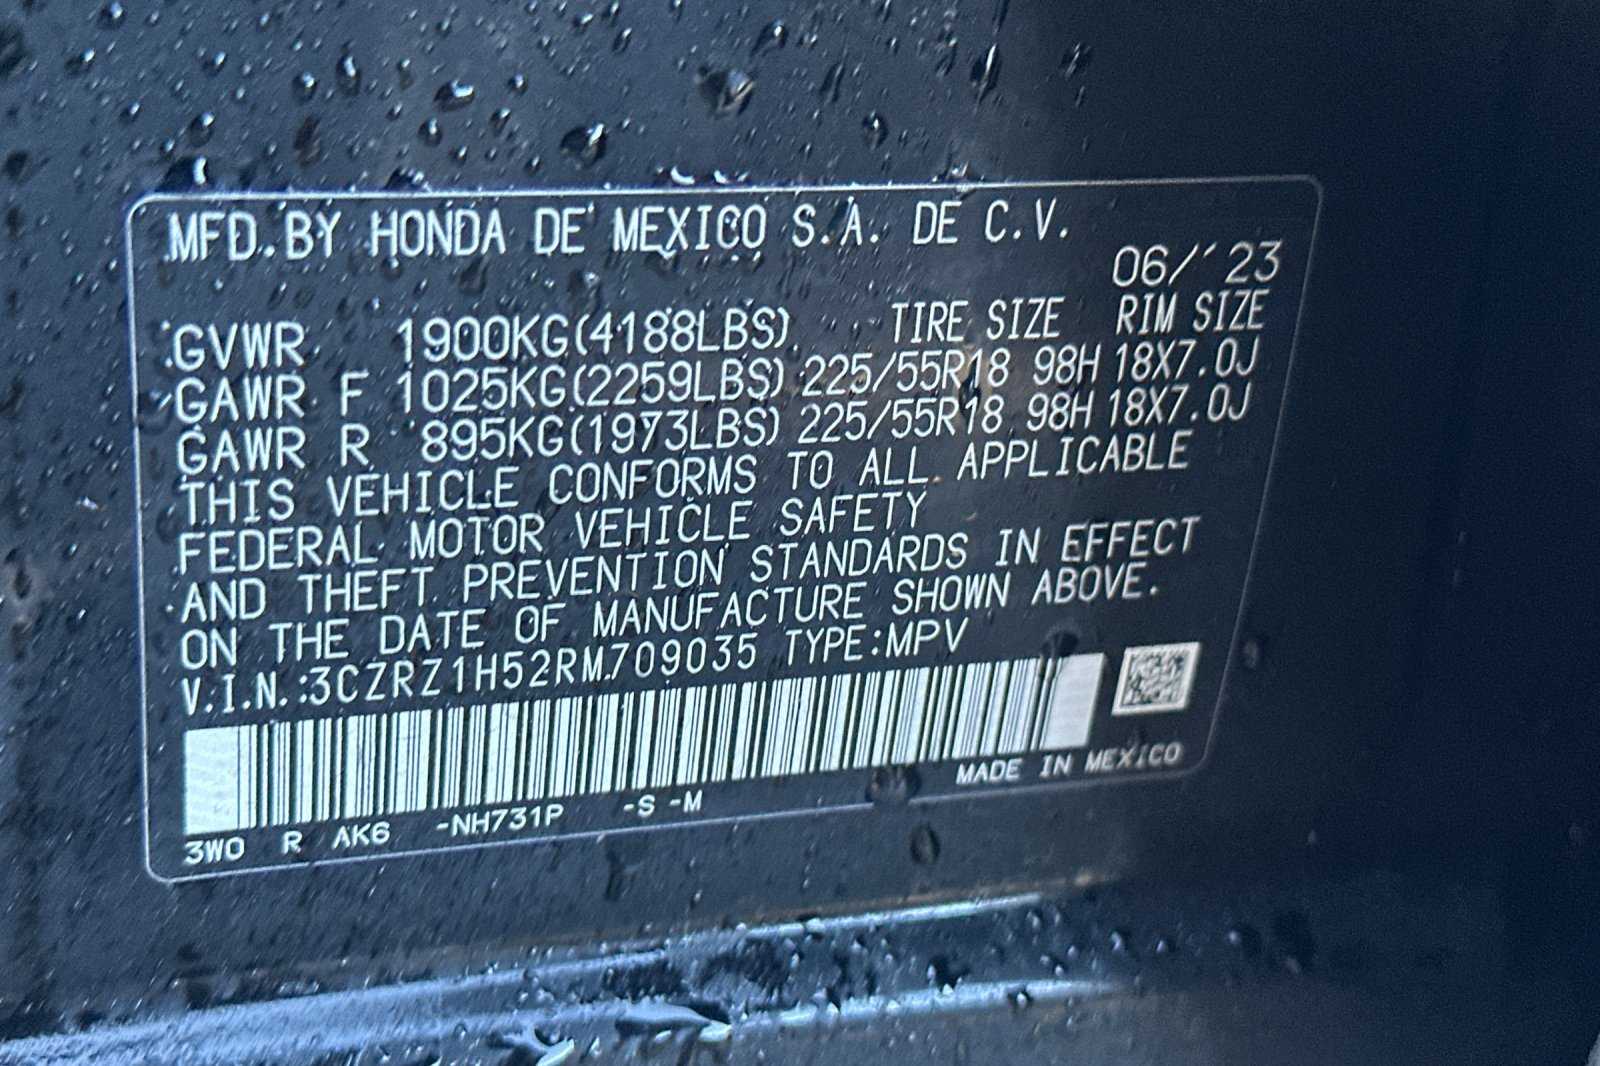 MFD. BY HONDA DE MEXICO S.A. DE C.V.
06/'23
GVWR 1900KG(4188LBS) TIRE SIZE RIM SIZE
GAWR F 1025KG(2259LBS) 225/55R18 98H 18X7.0J
GAWR R 895KG(1973LBS) 225/55R18 98H 18X7.0J
THIS VEHICLE CONFORMS TO ALL APPLICABLE
FEDERAL MOTOR VEHICLE SAFETY
AND THEFT PREVENTION STANDARDS IN EFFECT
ON THE DATE OF MANUFACTURE SHOWN ABOVE.
V.I.N.:3CZRZ1H52RM709035 TYPE:MPV
MADE IN MEXICO
3WO R AK6 -NH731P -S -M